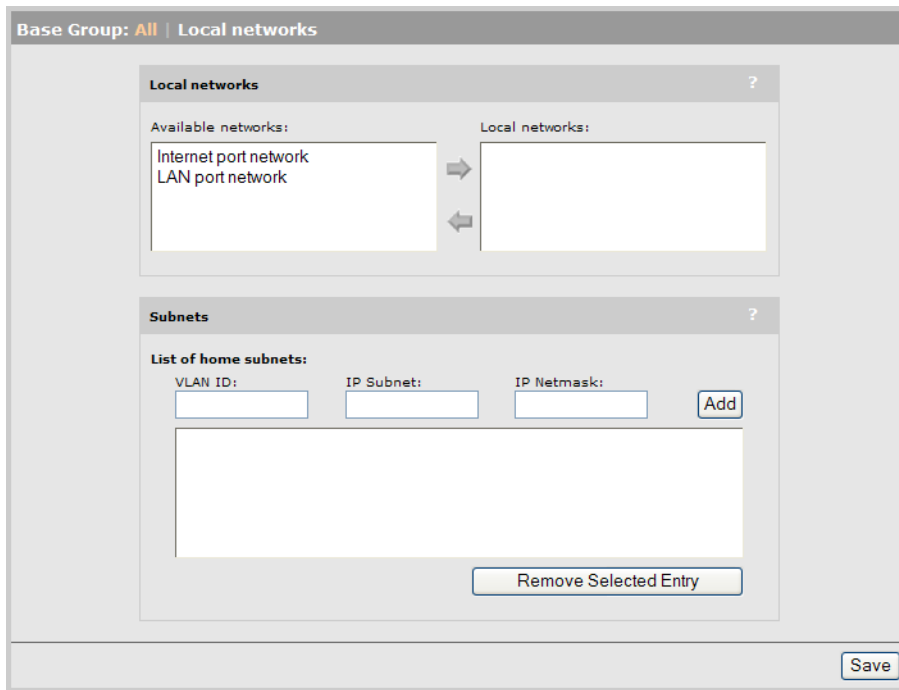 Base Group: All | Local networks
Local networks ?
Available networks: Local networks:
Internet port network
LAN port network
Subnets ?
List of home subnets:
VLAN ID: IP Subnet: IP Netmask:
Add
Remove Selected Entry
Save